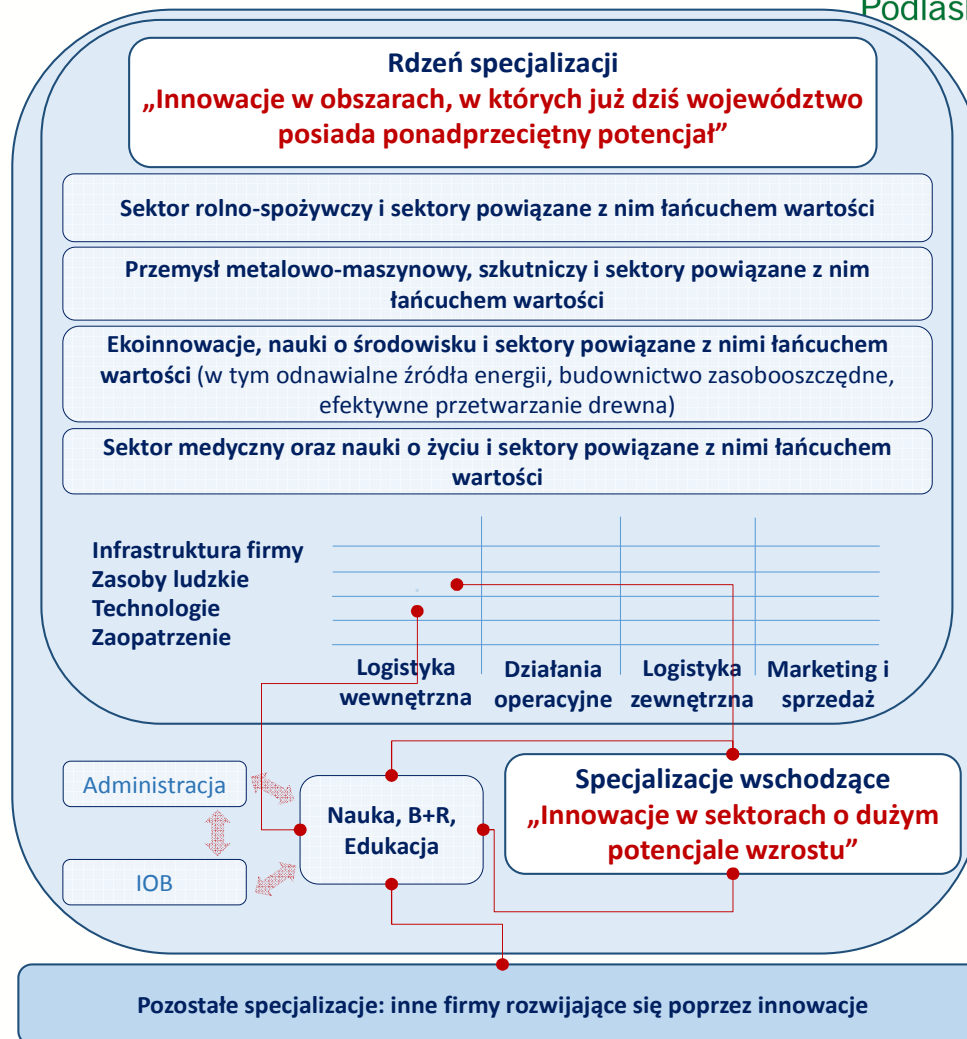 Rdzeń specjalizacji
„Innowacje w obszarach, w których już dziś województwo
posiada ponadprzeciętny potencjał”
Sektor rolno-spożywczy i sektory powiązane z nim łańcuchem wartości
Przemysł metalowo-maszynowy, szkutniczy i sektory powiązane z nim
łańcuchem wartości
Ekoinnowacje, nauki o środowisku i sektory powiązane z nimi łańcuchem
wartości (w tym odnawialne źródła energii, budownictwo zasobooszczędne,
efektywne przetwarzanie drewna)
Sektor medyczny oraz nauki o życiu i sektory powiązane z nimi łańcuchem
wartości
Infrastruktura firmy
Zasoby ludzkie
Technologie
Zaopatrzenie
Logistyka
wewnętrzna
Działania
operacyjne
Logistyka
zewnętrzna
Marketing i
sprzedaż
Administracja
IOB
Nauka, B+R,
Edukacja
Specjalizacje wschodzące
„Innowacje w sektorach o dużym
potencjale wzrostu”
Pozostałe specjalizacje: inne firmy rozwijające się poprzez innowacje